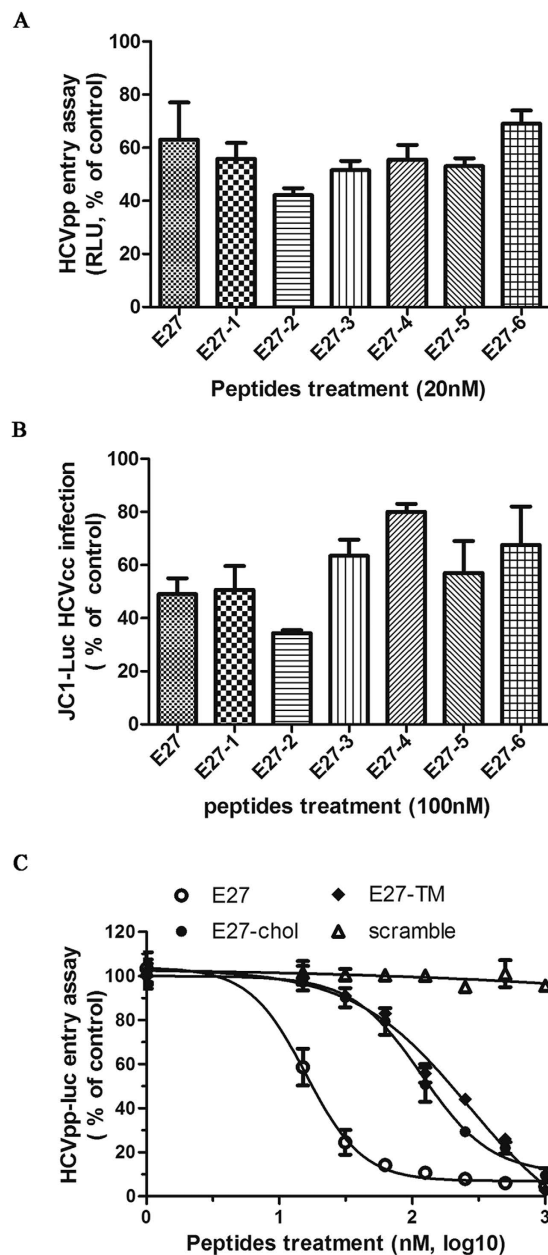 A
HCVpp entry assay
(RLU, % of control)
100
80
60
40
20
0
E27
E27-1
E27-2
E27-3
E27-4
E27-5
E27-6
Peptides treatment (20nM)
B
JC1-Luc HCVcc infection
( % of control)
100
80
60
40
20
0
E27
E27-1
E27-2
E27-3
E27-4
E27-5
E27-6
peptides treatment (100nM)
C
E27
E27-TM
E27-chol
scramble
HCVpp-luc entry assay
( % of control)
120
100
80
60
40
20
0
0
1
2
3
Peptides treatment (nM, log10)